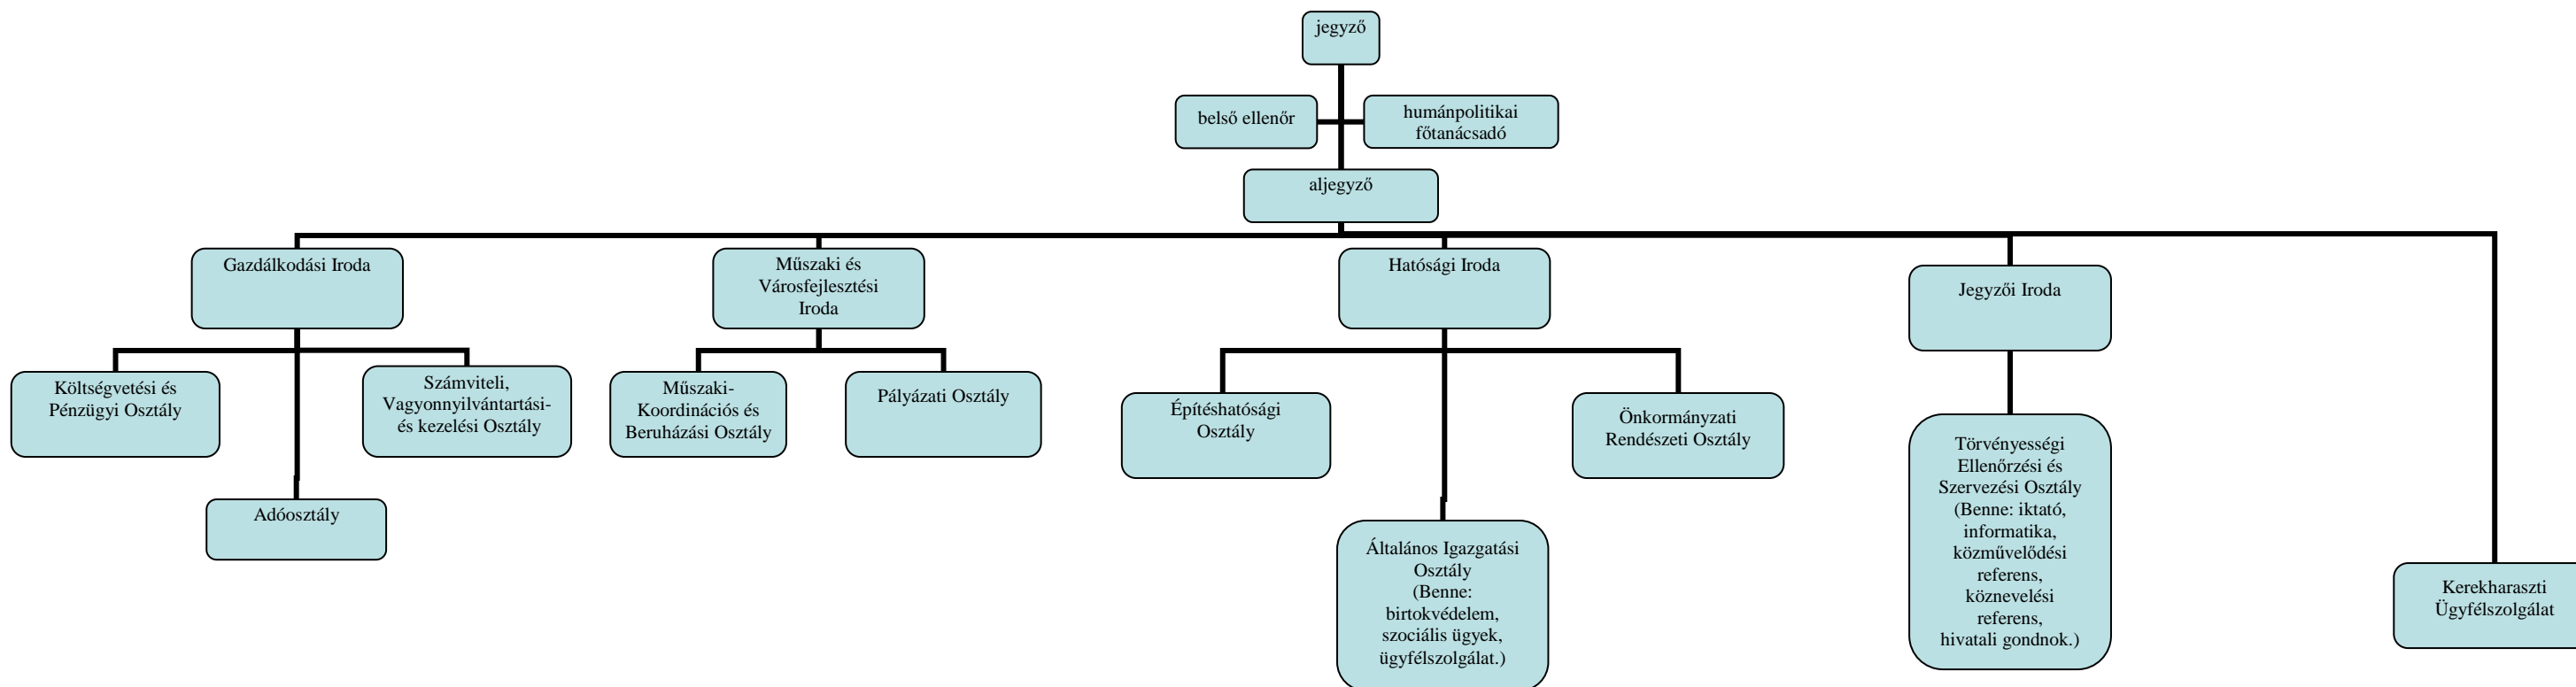 jegyző
belső ellenőr
humánpolitikai
főtanácsadó
aljegyző
Gazdálkodási Iroda
Műszaki és
Városfejlesztési
Iroda
Hatósági Iroda
Jegyzői Iroda
Költségvetési és
Pénzügyi Osztály
Számviteli,
Vagyonnyilvántartási-
és kezelési Osztály
Műszaki-
Koordinációs és
Beruházási Osztály
Pályázati Osztály
Építéshatósági
Osztály
Önkormányzati
Rendészeti Osztály
Adóosztály
Általános Igazgatási
Osztály
(Benne:
birtokvédelem,
szociális ügyek,
ügyfélszolgálat.)
Törvényességi
Ellenőrzési és
Szervezési Osztály
(Benne: iktató,
informatika,
közművelődési
referens,
köznevelési
referens,
hivatali gondnok.)
Kerekharaszti
Ügyfélszolgálat